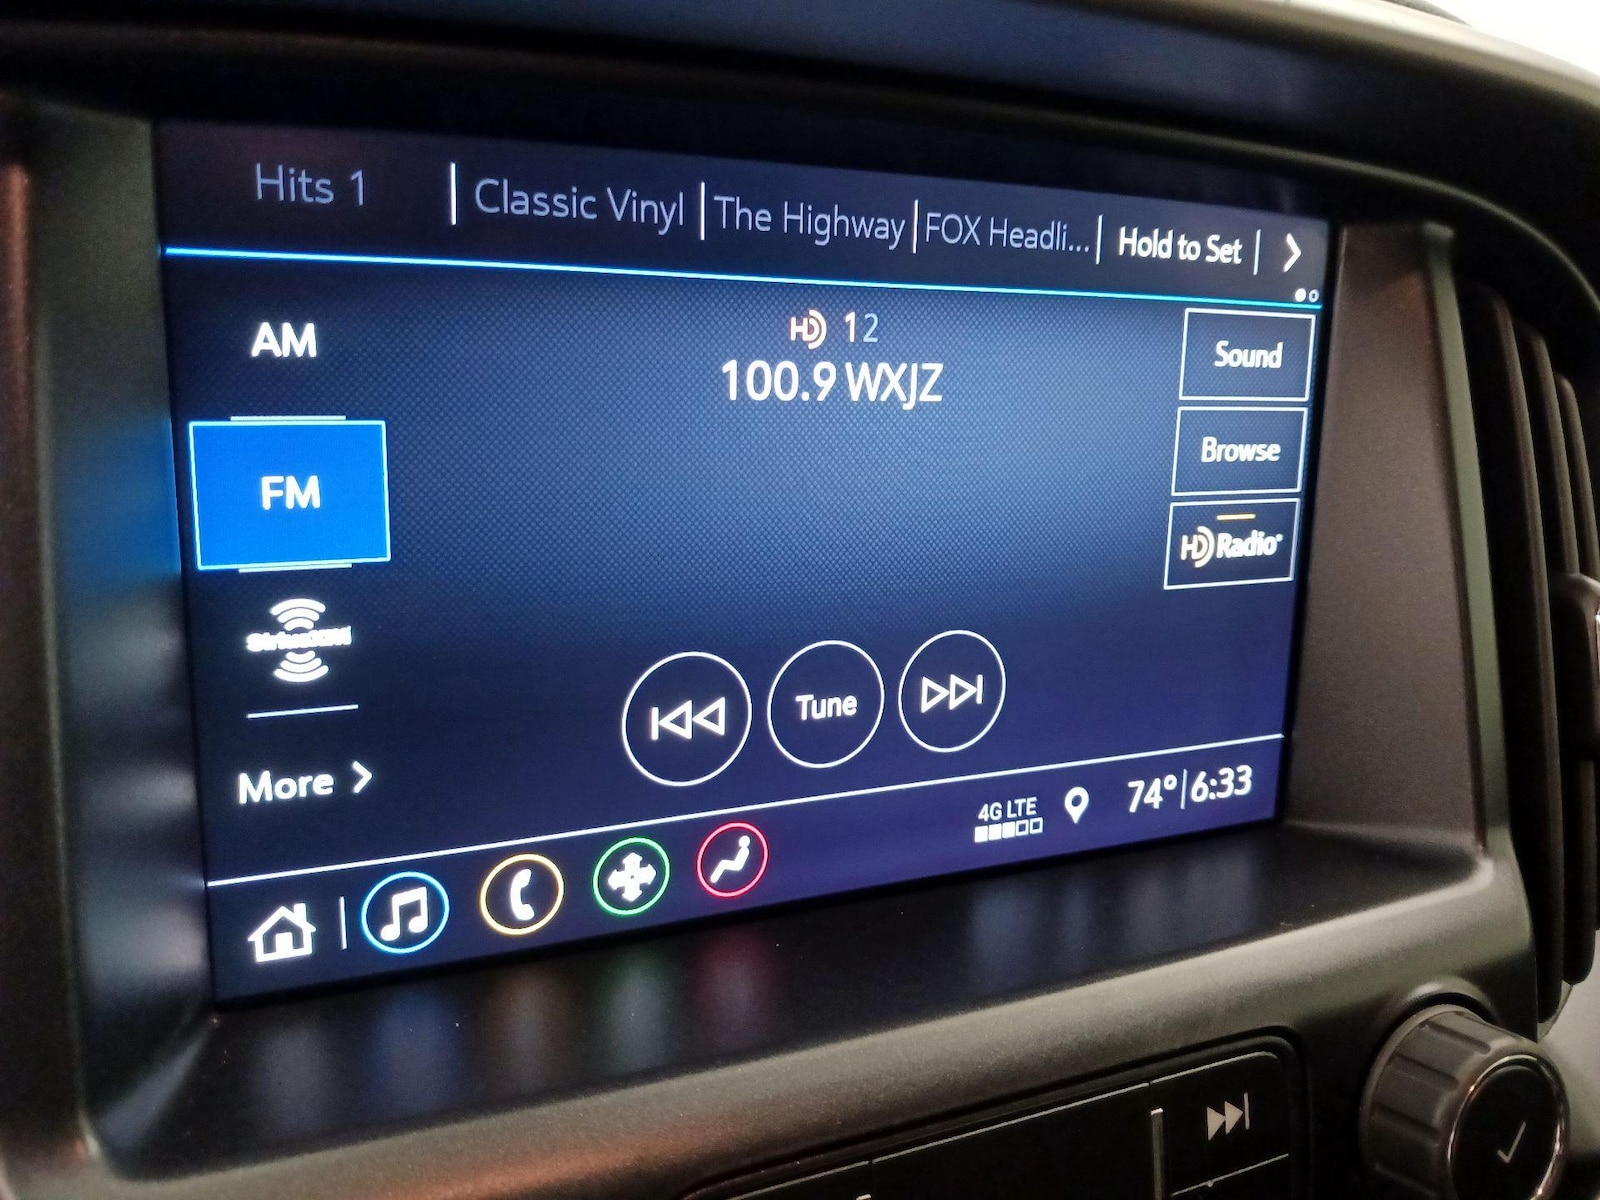 Hits 1 | Classic Vinyl | The Highway | FOX Headli... | Hold to Set |
AM
HD 12
100.9 WXJZ
Sound
FM
Browse
HD Radio
SiriusXM
Tune
More
4G LTE
74° | 6:33